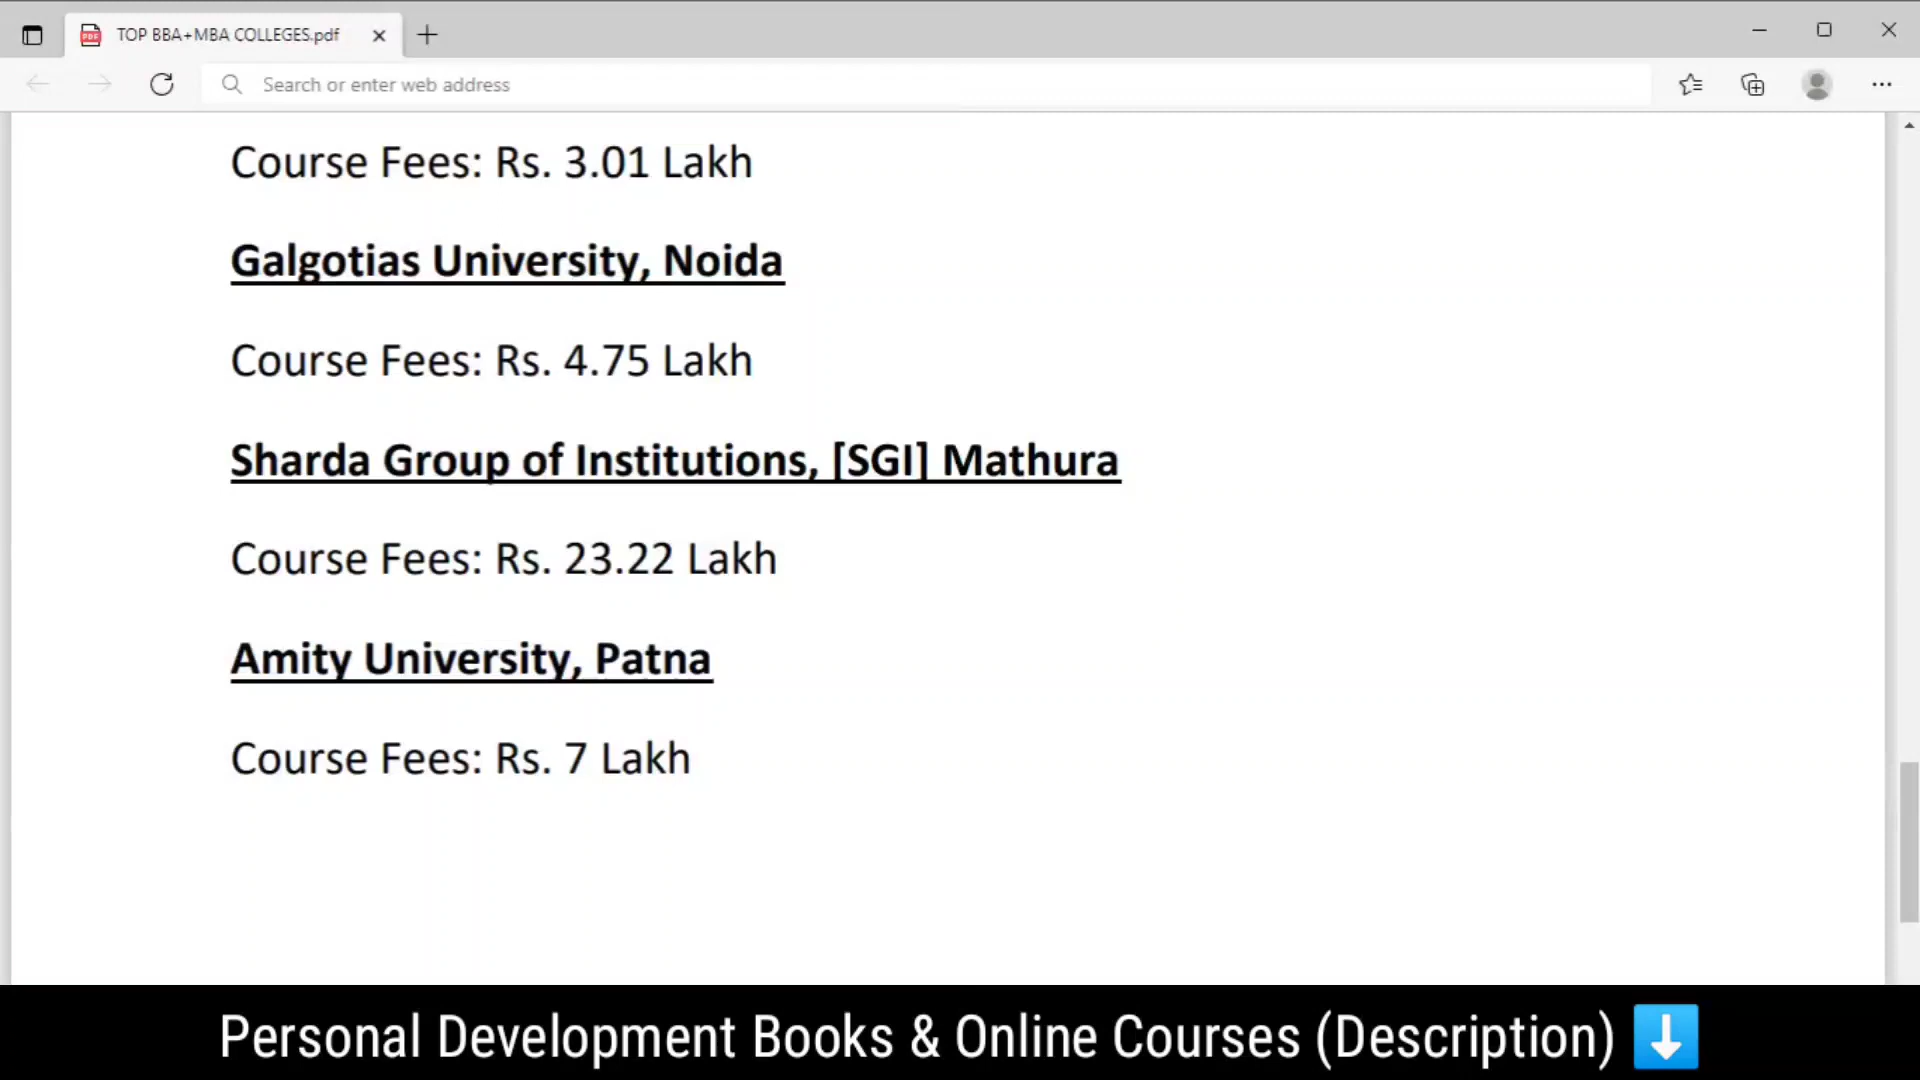 TOP BBA+MBA COLLEGES.pdf
Search or enter web address
Course Fees: Rs. 3.01 Lakh
Galgotias University, Noida
Course Fees: Rs. 4.75 Lakh
Sharda Group of Institutions, [SGI] Mathura
Course Fees: Rs. 23.22 Lakh
Amity University, Patna
Course Fees: Rs. 7 Lakh
Personal Development Books & Online Courses (Description) ⬇️